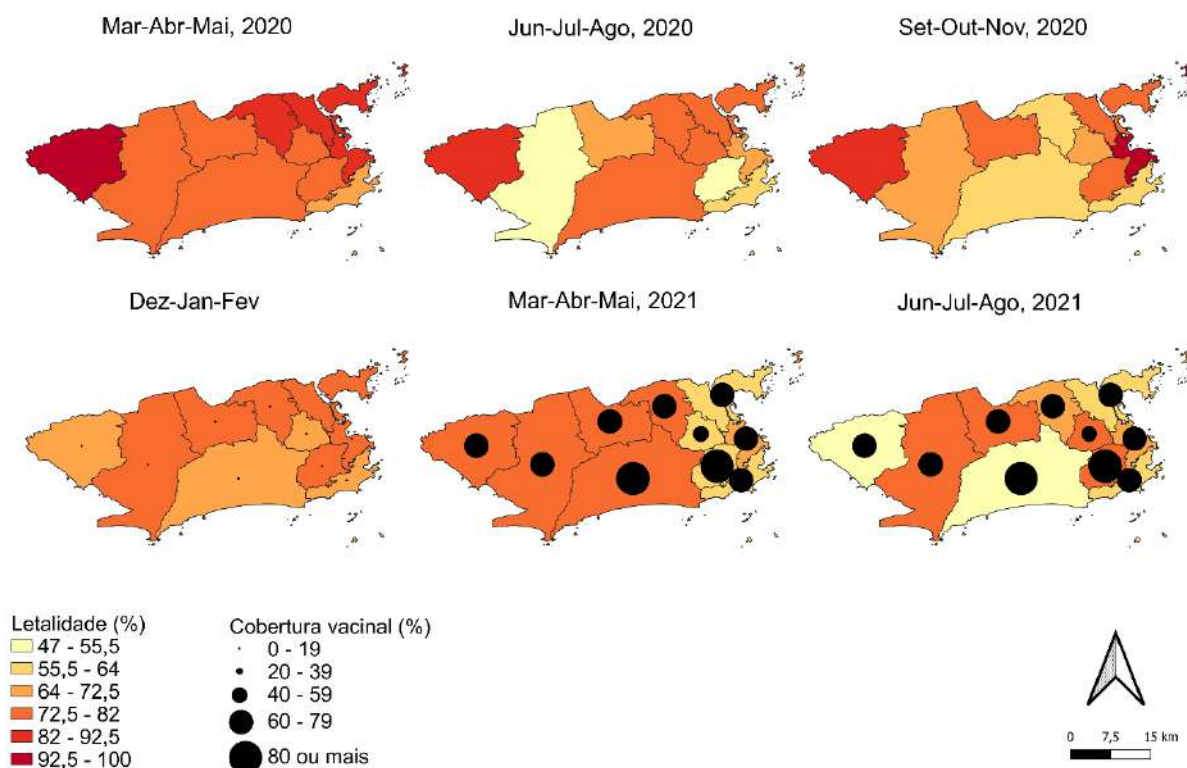 Mar-Abr-Mai, 2020
Jun-Jul-Ago, 2020
Set-Out-Nov, 2020
Dez-Jan-Fev
Mar-Abr-Mai, 2021
Jun-Jul-Ago, 2021
Letalidade (%)
47 - 55,5
55,5 - 64
64 - 72,5
72,5 - 82
82 - 92,5
92,5 - 100
Cobertura vacinal (%)
0 - 19
20 - 39
40 - 59
60 - 79
80 ou mais
0 7,5 15 km